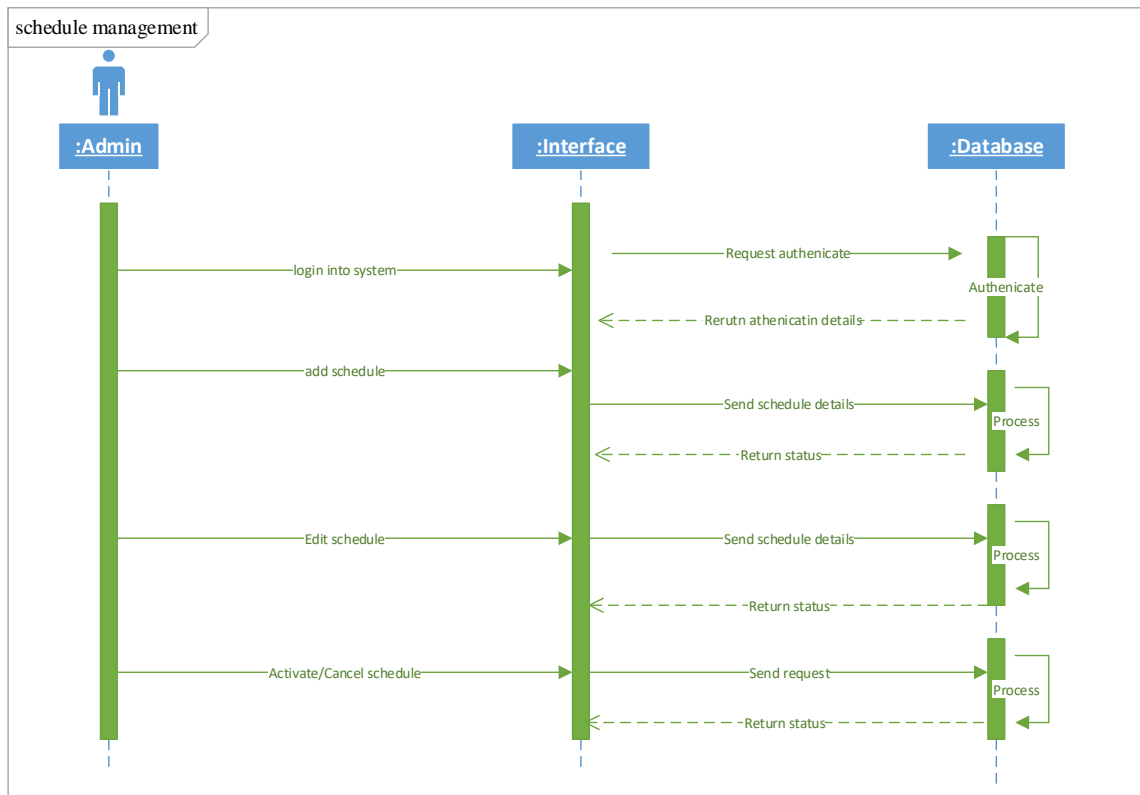 schedule management
:Admin
:Interface
:Database
Request authenicate
login into system
Authenicate
Rerutn athenicatin details
add schedule
Send schedule details
Process
Return status
Edit schedule
Send schedule details
Process
Return status
Activate/Cancel schedule
Send request
Process
Return status